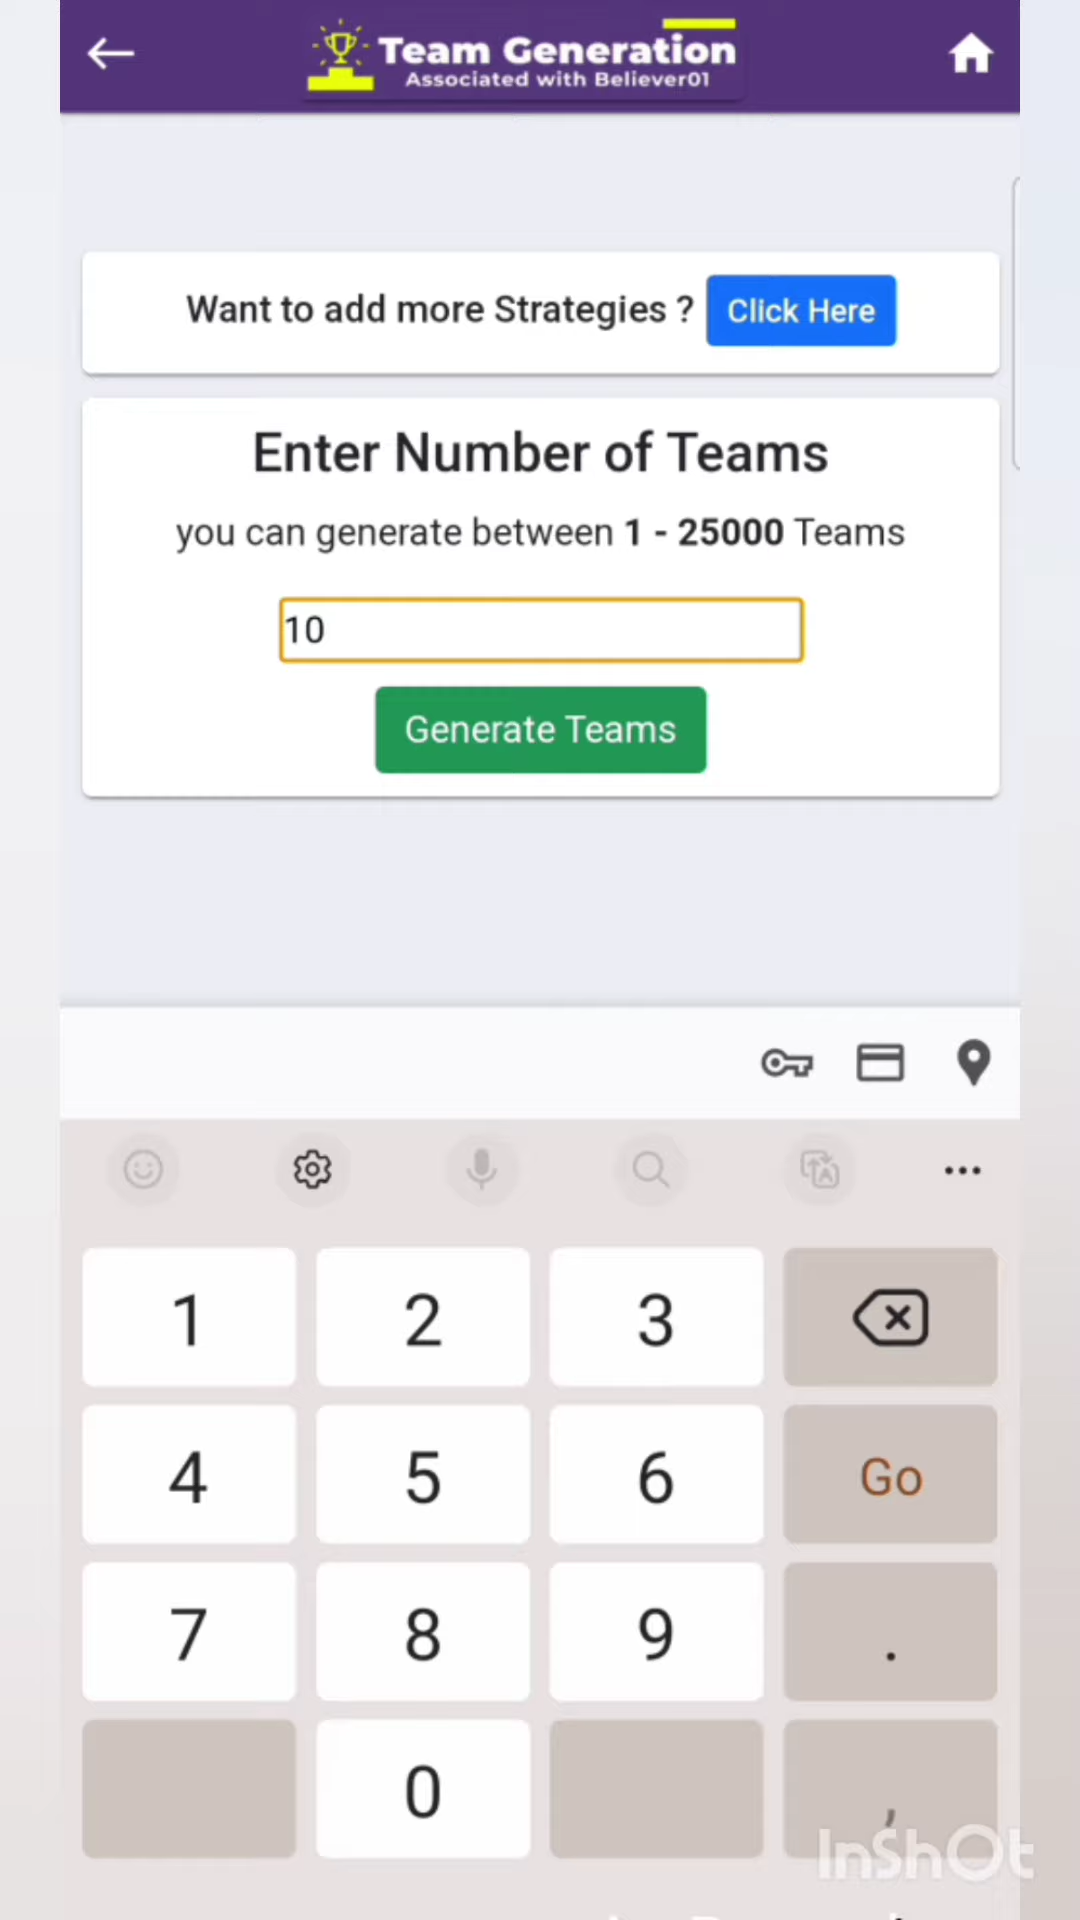 Team Generation
Associated with Believer01
Want to add more Strategies ? Click Here
Enter Number of Teams
you can generate between 1 - 25000 Teams
10
Generate Teams
1 2 3
4 5 6 Go
7 8 9 .
0 ,
InShOt